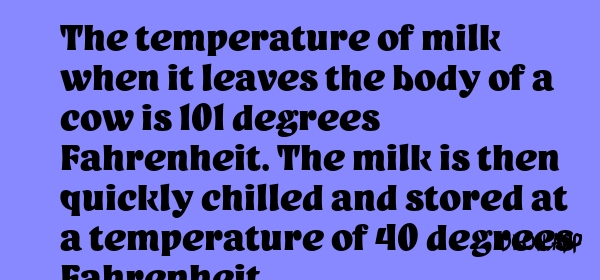 The temperature of milk
when it leaves the body of a
cow is 101 degrees
Fahrenheit. The milk is then
quickly chilled and stored at
a temperature of 40 degrees
Fahrenheit